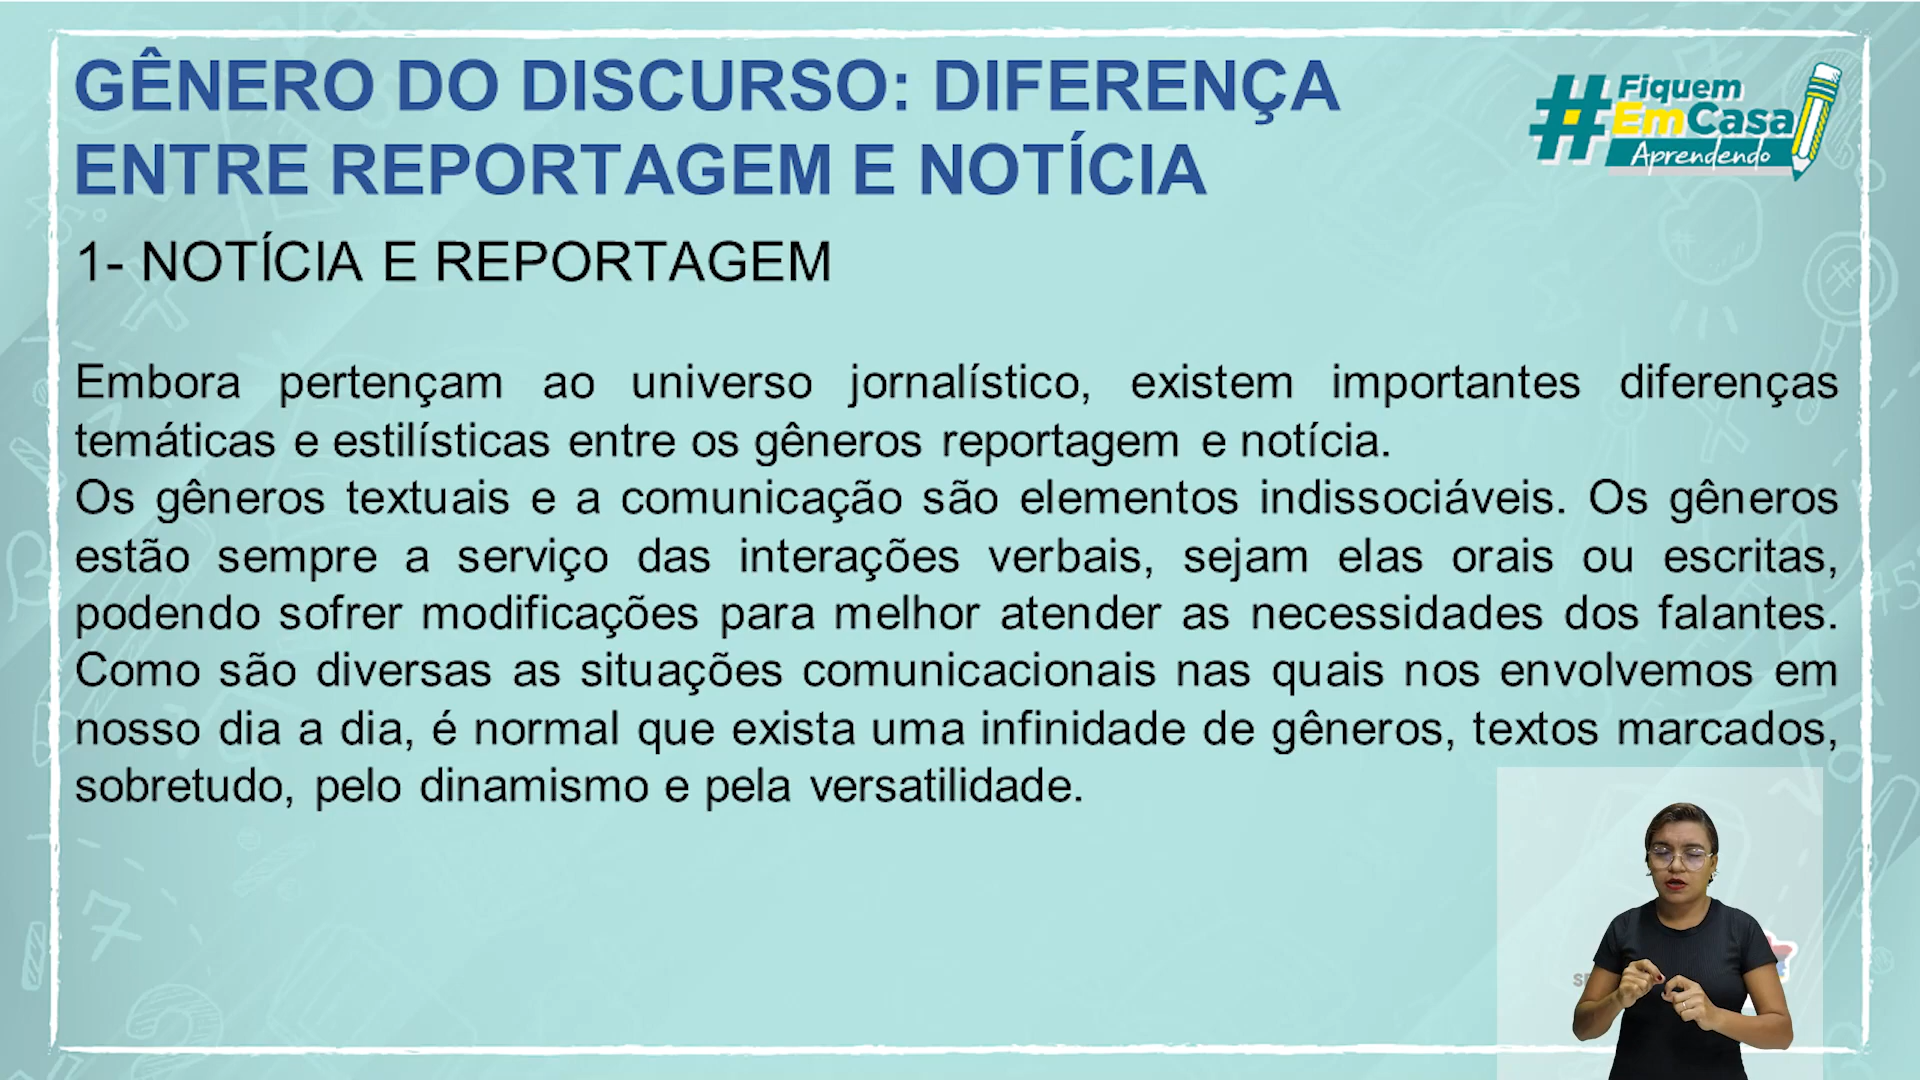 GÊNERO DO DISCURSO: DIFERENÇA
ENTRE REPORTAGEM E NOTÍCIA
#Fiquem
EmCasa
Aprendendo
1- NOTÍCIA E REPORTAGEM
Embora pertençam ao universo jornalístico, existem importantes diferenças
temáticas e estilísticas entre os gêneros reportagem e notícia.
Os gêneros textuais e a comunicação são elementos indissociáveis. Os gêneros
estão sempre a serviço das interações verbais, sejam elas orais ou escritas,
podendo sofrer modificações para melhor atender as necessidades dos falantes.
Como são diversas as situações comunicacionais nas quais nos envolvemos em
nosso dia a dia, é normal que exista uma infinidade de gêneros, textos marcados,
sobretudo, pelo dinamismo e pela versatilidade.